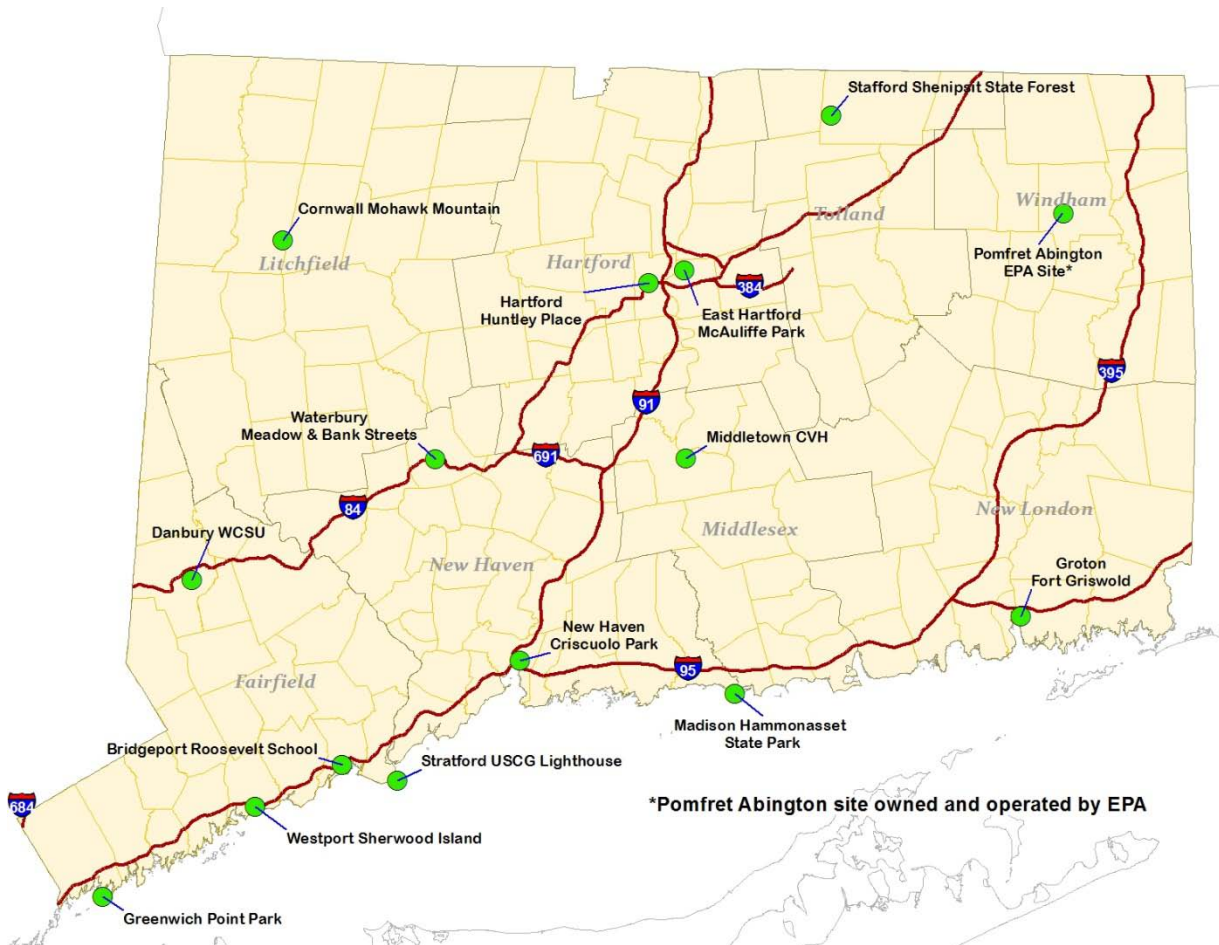 Stafford Shenipsit State Forest
Cornwall Mohawk Mountain
Litchfield
Hartford
Tolland
Windham
Pomfret Abington
EPA Site*
Hartford
Huntley Place
384
East Hartford
McAuliffe Park
395
91
Waterbury
Meadow & Bank Streets
691
Middletown CVH
84
Danbury WCSU
New Haven
Middlesex
New London
Groton
Fort Griswold
New Haven
Criscuolo Park
95
Fairfield
Madison Hammonasset
State Park
Bridgeport Roosevelt School
Stratford USCG Lighthouse
684
*Pomfret Abington site owned and operated by EPA
Westport Sherwood Island
Greenwich Point Park